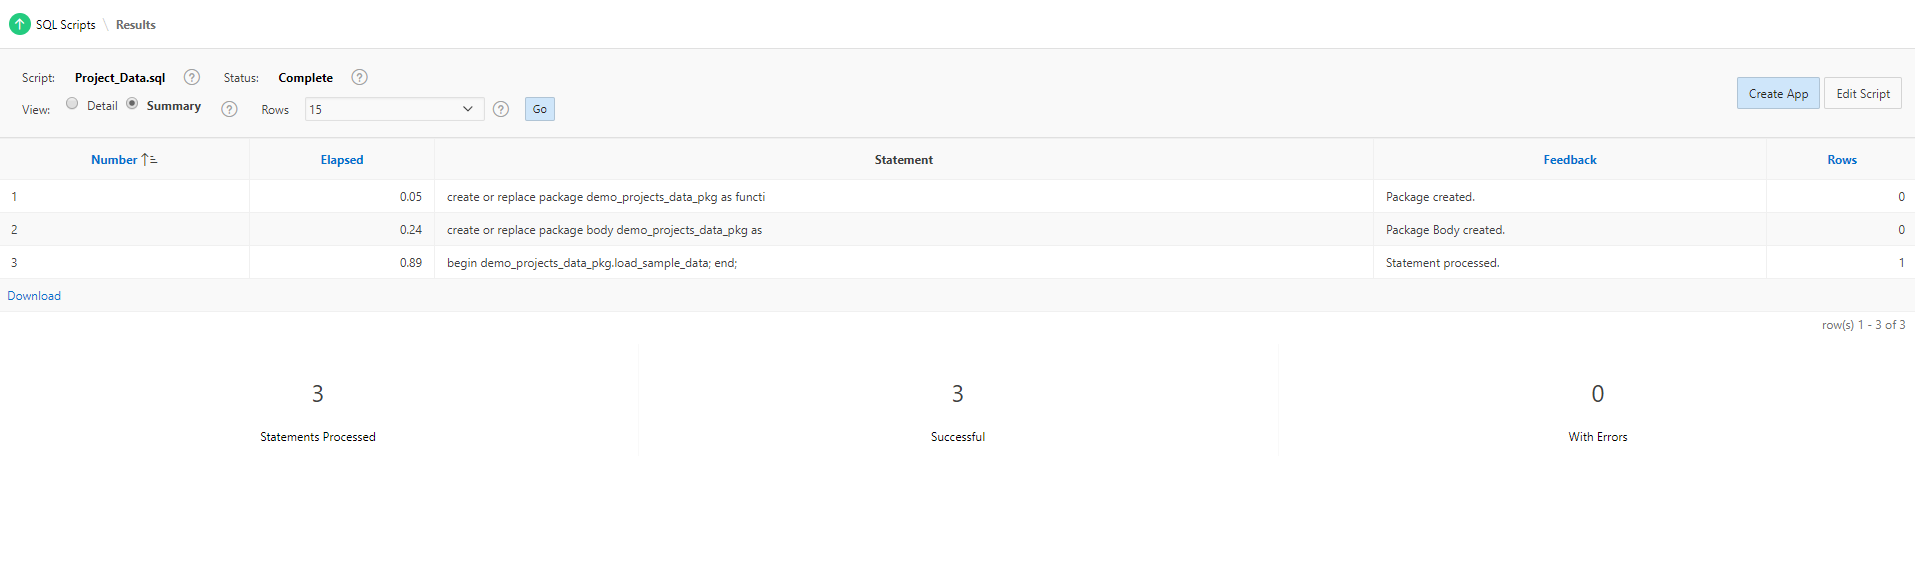 SQL Scripts \ Results
Script: Project_Data.sql ? Status: Complete ?
View: Detail Summary ? Rows 15 ? Go
Create App Edit Script
Number Elapsed Statement Feedback Rows
1 0.05 create or replace package demo_projects_data_pkg as functi Package created. 0
2 0.24 create or replace package body demo_projects_data_pkg as Package Body created. 0
3 0.89 begin demo_projects_data_pkg.load_sample_data; end; Statement processed. 1
Download
row(s) 1 - 3 of 3
3 3 0
Statements Processed Successful With Errors